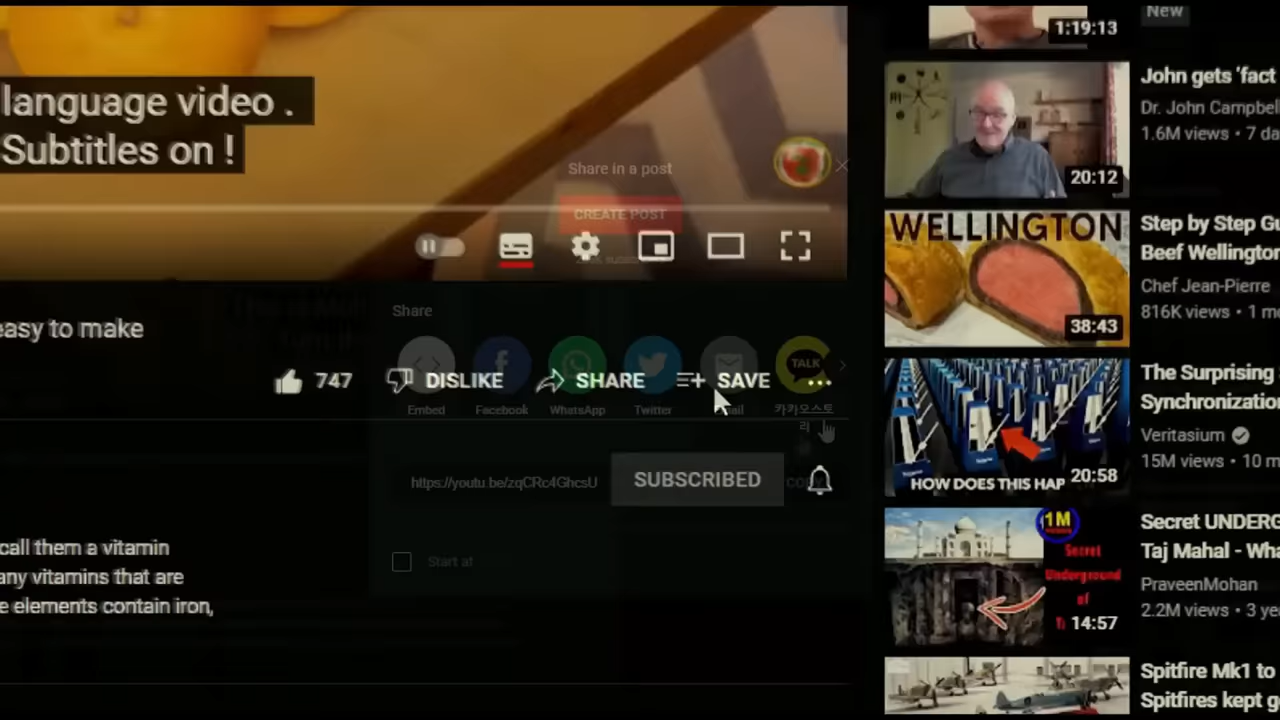 language video .
Subtitles on !
Share in a post
CREATE POST
easy to make
Share
747
DISLIKE
SHARE
SAVE
Embed
Facebook
WhatsApp
Twitter
카카오스토
리
TALK
https://youtu.be/zqCRc4GhcsU
SUBSCRIBED
Start at
call them a vitamin
any vitamins that are
e elements contain iron,
New
1:19:13
John gets 'fact
Dr. John Campbel
1.6M views • 7 da
20:12
WELLINGTON
38:43
Step by Step Gu
Beef Wellington
Chef Jean-Pierre
816K views • 1 m
HOW DOES THIS HAP
20:58
The Surprising
Synchronization
Veritasium
15M views • 10 m
1M
Secret
Underground
of
14:57
Secret UNDERG
Taj Mahal - Wha
PraveenMohan
2.2M views • 3 ye
Spitfire Mk1 to
Spitfires kept g